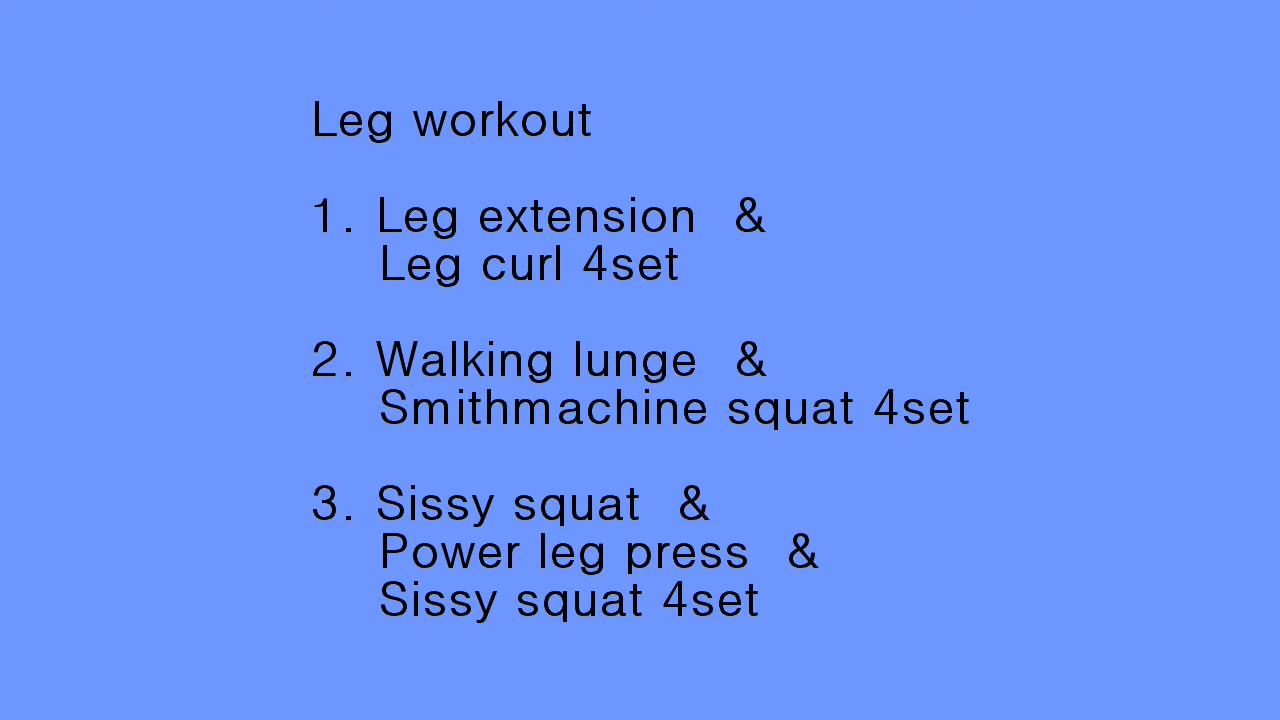 Leg workout
1. Leg extension &
Leg curl 4set
2. Walking lunge &
Smithmachine squat 4set
3. Sissy squat &
Power leg press &
Sissy squat 4set